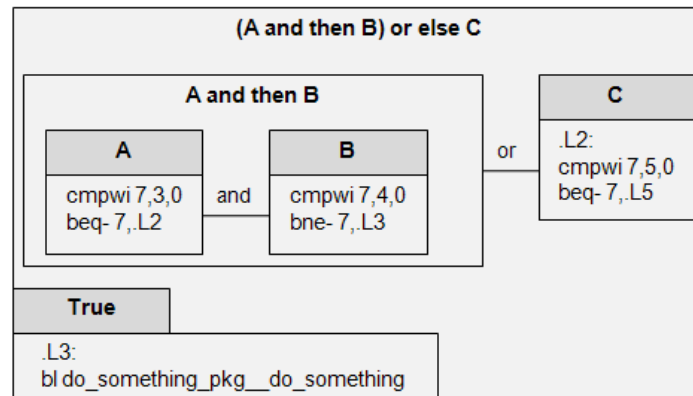 (A and then B) or else C
A and then B
A
cmpwi 7,3,0
beq- 7,.L2
and
B
cmpwi 7,4,0
bne- 7,.L3
or
C
.L2:
cmpwi 7,5,0
beq- 7,.L5
True
.L3:
bl do_something_pkg__do_something